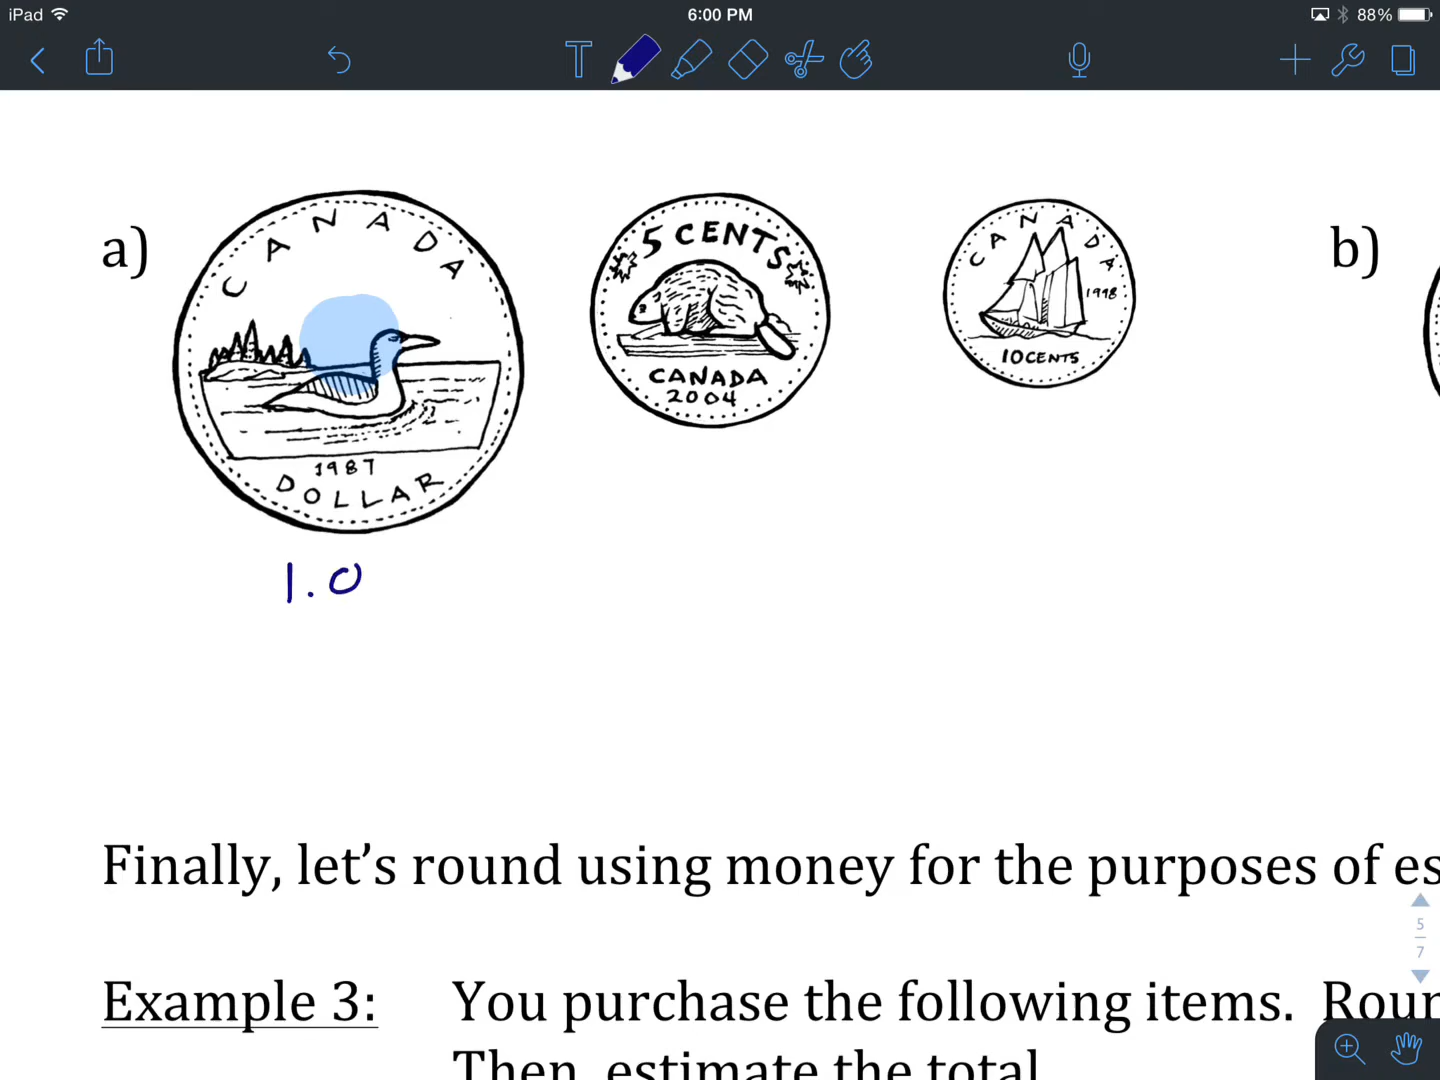 iPad 6:00 PM 88%
T
a)
CANADA
1987
DOLLAR
5 CENTS
CANADA
2004
CANADA
1998
10 CENTS
b)
1.0
Finally, let's round using money for the purposes of es
5
7
Example 3: You purchase the following items. Roun
Then, estimate the total